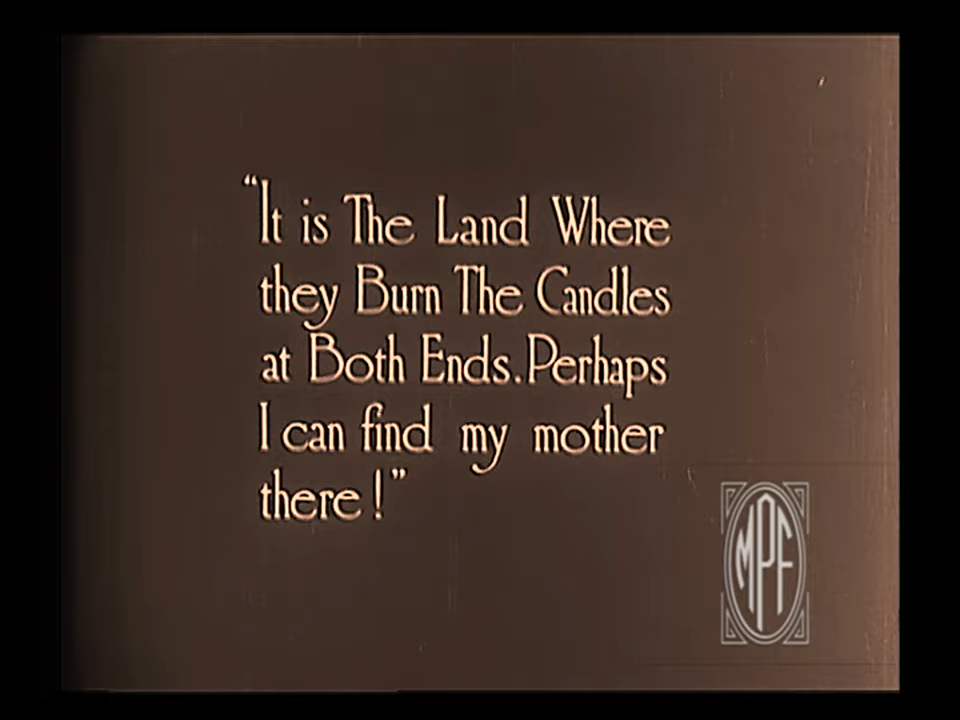 “It is The Land Where
they Burn The Candles
at Both Ends. Perhaps
I can find my mother
there!”
MPF